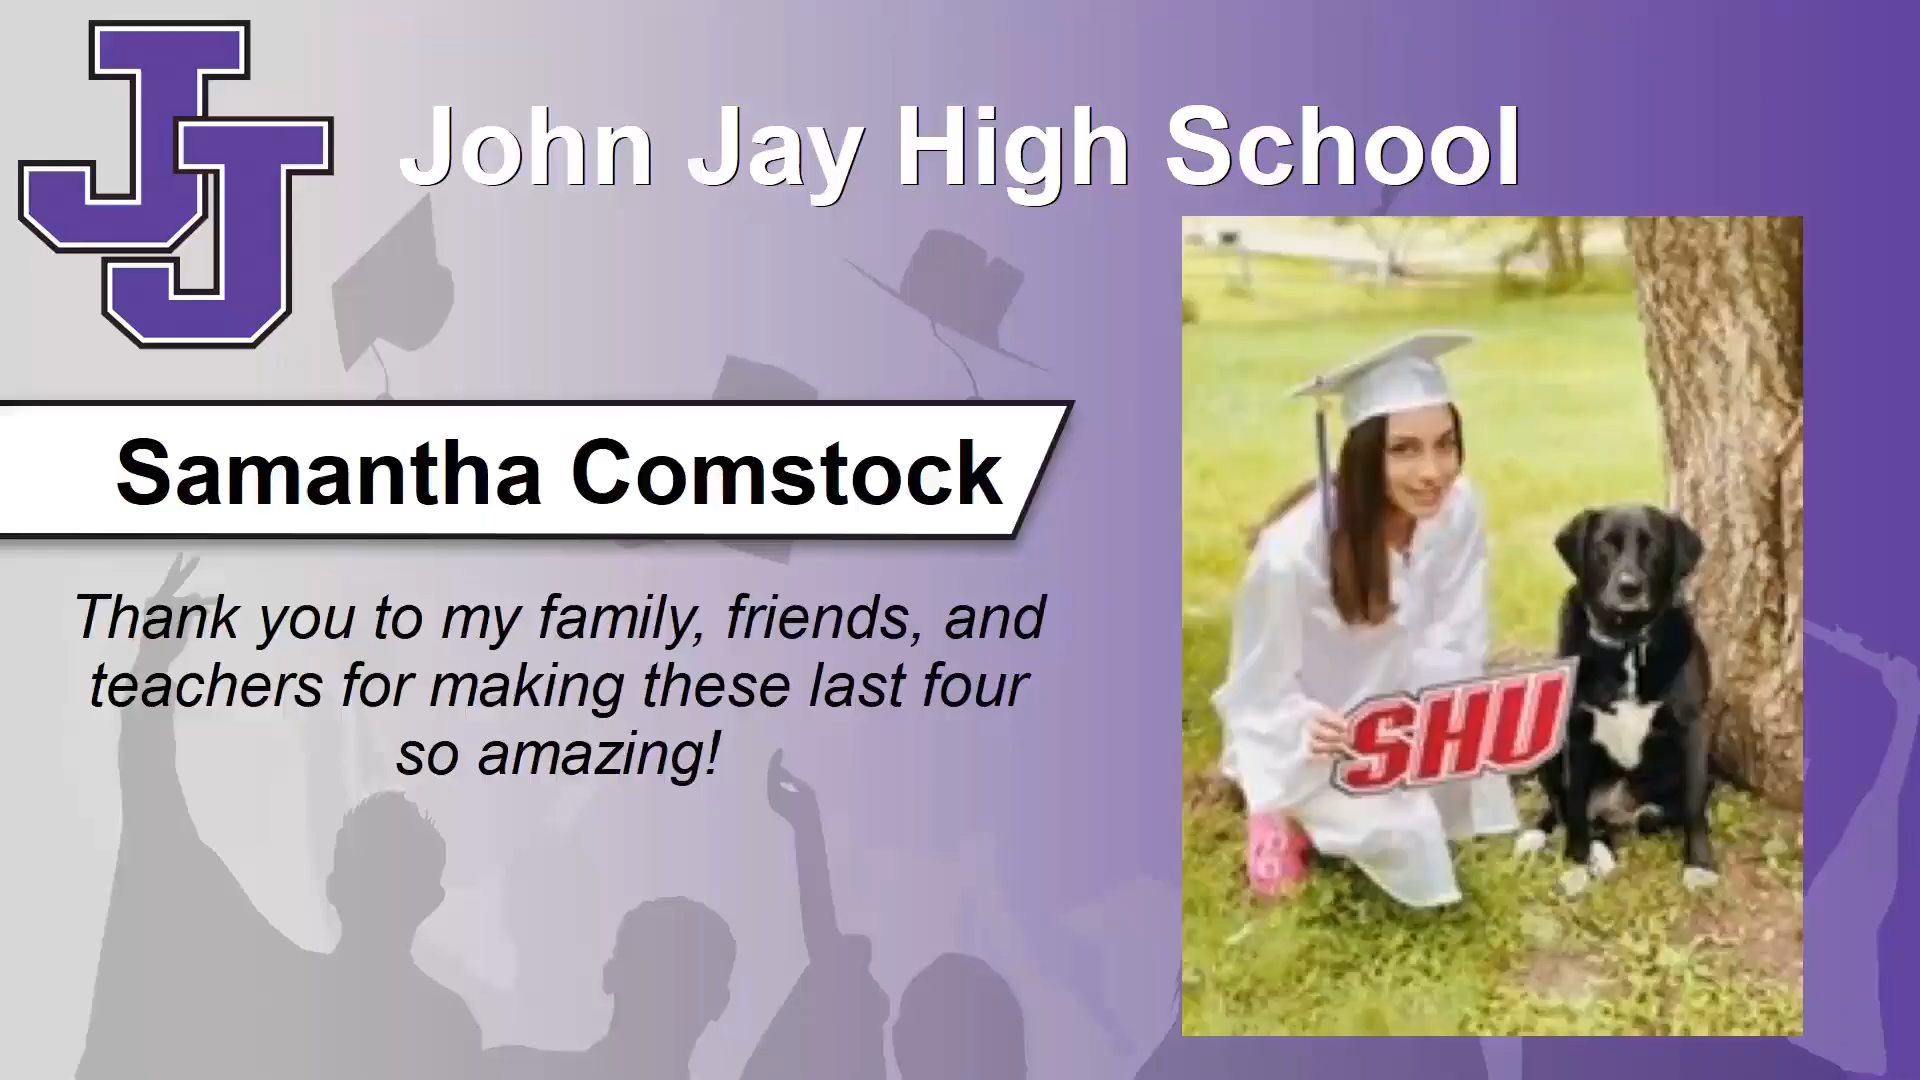 JJ
John Jay High School
Samantha Comstock
Thank you to my family, friends, and
teachers for making these last four
so amazing!
SHU